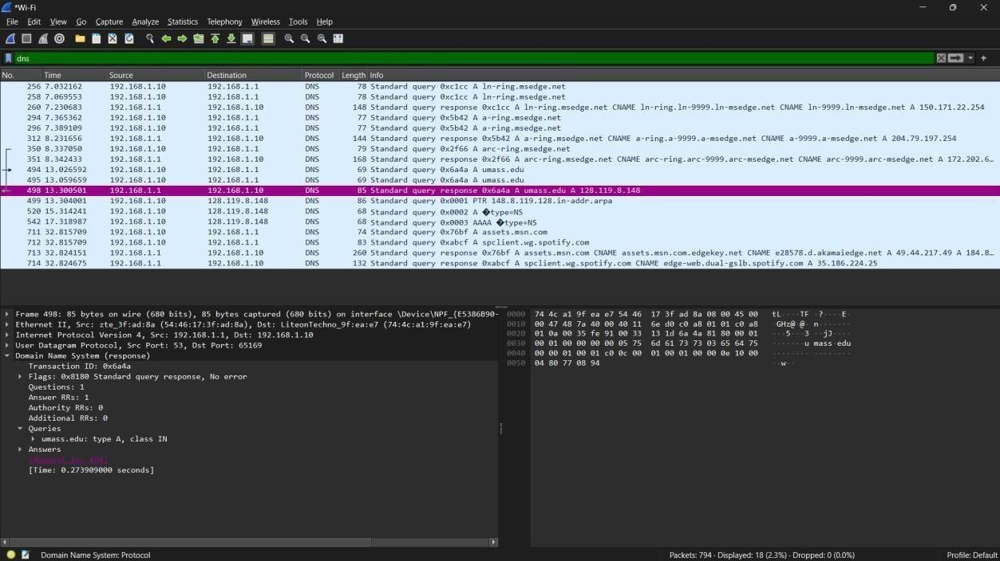 *Wi-Fi
File Edit View Go Capture Analyze Statistics Telephony Wireless Tools Help
dns
No. Time Source Destination Protocol Length Info
256 7.032162 192.168.1.10 192.168.1.1 DNS 78 Standard query 0xc1cc A ln-ring.msedge.net
258 7.069553 192.168.1.10 192.168.1.1 DNS 78 Standard query 0xc1cc A ln-ring.msedge.net
260 7.230683 192.168.1.1 192.168.1.10 DNS 148 Standard query response 0xc1cc A ln-ring.msedge.net CNAME ln-ring.ln-9999.ln-msedge.net CNAME ln-9999.ln-msedge.net A 150.171.22.254
294 7.365362 192.168.1.10 192.168.1.1 DNS 77 Standard query 0x5b42 A a-ring.msedge.net
296 7.389109 192.168.1.10 192.168.1.1 DNS 77 Standard query 0x5b42 A a-ring.msedge.net
312 8.231656 192.168.1.1 192.168.1.10 DNS 144 Standard query response 0x5b42 A a-ring.msedge.net CNAME a-ring.a-9999.a-msedge.net CNAME a-9999.a-msedge.net A 204.79.197.254
350 8.337050 192.168.1.10 192.168.1.1 DNS 79 Standard query 0x2f66 A arc-ring.msedge.net
351 8.342433 192.168.1.1 192.168.1.10 DNS 168 Standard query response 0x2f66 A arc-ring.msedge.net CNAME arc-ring.arc-9999.arc-msedge.net CNAME arc-9999.arc-msedge.net A 172.202.6…
494 13.026592 192.168.1.10 192.168.1.1 DNS 69 Standard query 0x6a4a A umass.edu
495 13.059659 192.168.1.10 192.168.1.1 DNS 69 Standard query 0x6a4a A umass.edu
498 13.300501 192.168.1.1 192.168.1.10 DNS 85 Standard query response 0x6a4a A umass.edu A 128.119.8.148
499 13.304001 192.168.1.10 128.119.8.148 DNS 86 Standard query 0x0001 PTR 148.8.119.128.in-addr.arpa
520 15.314241 192.168.1.10 128.119.8.148 DNS 68 Standard query 0x0002 A �type=NS
542 17.318987 192.168.1.10 128.119.8.148 DNS 68 Standard query 0x0003 AAAA �type=NS
711 32.815709 192.168.1.10 192.168.1.1 DNS 74 Standard query 0x76bf A assets.msn.com
712 32.815709 192.168.1.10 192.168.1.1 DNS 83 Standard query 0xabcf A spclient.wg.spotify.com
713 32.824151 192.168.1.1 192.168.1.10 DNS 260 Standard query response 0x76bf A assets.msn.com CNAME assets.msn.com.edgekey.net CNAME e28578.d.akamaiedge.net A 49.44.217.49 A 184.8…
714 32.824675 192.168.1.1 192.168.1.10 DNS 132 Standard query response 0xabcf A spclient.wg.spotify.com CNAME edge-web.dual-gslb.spotify.com A 35.186.224.25
Frame 498: 85 bytes on wire (680 bits), 85 bytes captured (680 bits) on interface \Device\NPF_{E5386B90-
Ethernet II, Src: zte_3f:ad:8a (54:46:17:3f:ad:8a), Dst: LiteonTechno_9f:ea:e7 (74:4c:a1:9f:ea:e7)
Internet Protocol Version 4, Src: 192.168.1.1, Dst: 192.168.1.10
User Datagram Protocol, Src Port: 53, Dst Port: 65169
Domain Name System (response)
Transaction ID: 0x6a4a
Flags: 0x8180 Standard query response, No error
Questions: 1
Answer RRs: 1
Authority RRs: 0
Additional RRs: 0
Queries
umass.edu: type A, class IN
Answers
[Request In: 494]
[Time: 0.273909000 seconds]
0000 74 4c a1 9f ea e7 54 46 17 3f ad 8a 08 00 45 00 tL····TF ·?····E·
0010 00 47 48 7a 40 00 40 11 6e d0 c0 a8 01 01 c0 a8 ·GHz@·@· n·······
0020 01 0a 00 35 fe 91 00 33 13 1d 6a 4a 81 80 00 01 ···5···3 ··jJ····
0030 00 01 00 00 00 00 05 75 6d 61 73 73 03 65 64 75 ·······u mass·edu
0040 00 00 01 00 01 c0 0c 00 01 00 01 00 00 0e 10 00 ········ ········
0050 04 80 77 08 94 ··w··
Domain Name System: Protocol
Packets: 794 · Displayed: 18 (2.3%) · Dropped: 0 (0.0%)
Profile: Default